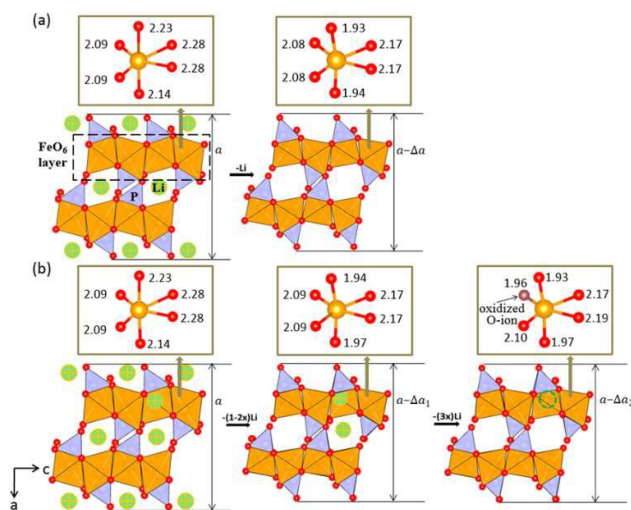 (a)
2.23
2.09
2.28
2.28
2.09
2.14
1.93
2.08
2.17
2.17
2.08
1.94
FeO6
layer
Li
P
a
-Li
a−Δa
(b)
2.23
2.09
2.28
2.28
2.09
2.14
1.94
2.09
2.17
2.17
2.09
1.97
1.93
1.96
oxidized
O-ion
2.17
2.19
2.10
1.97
a
-(1-2x)Li
a−Δa1
-(3x)Li
a−Δa2
c
a